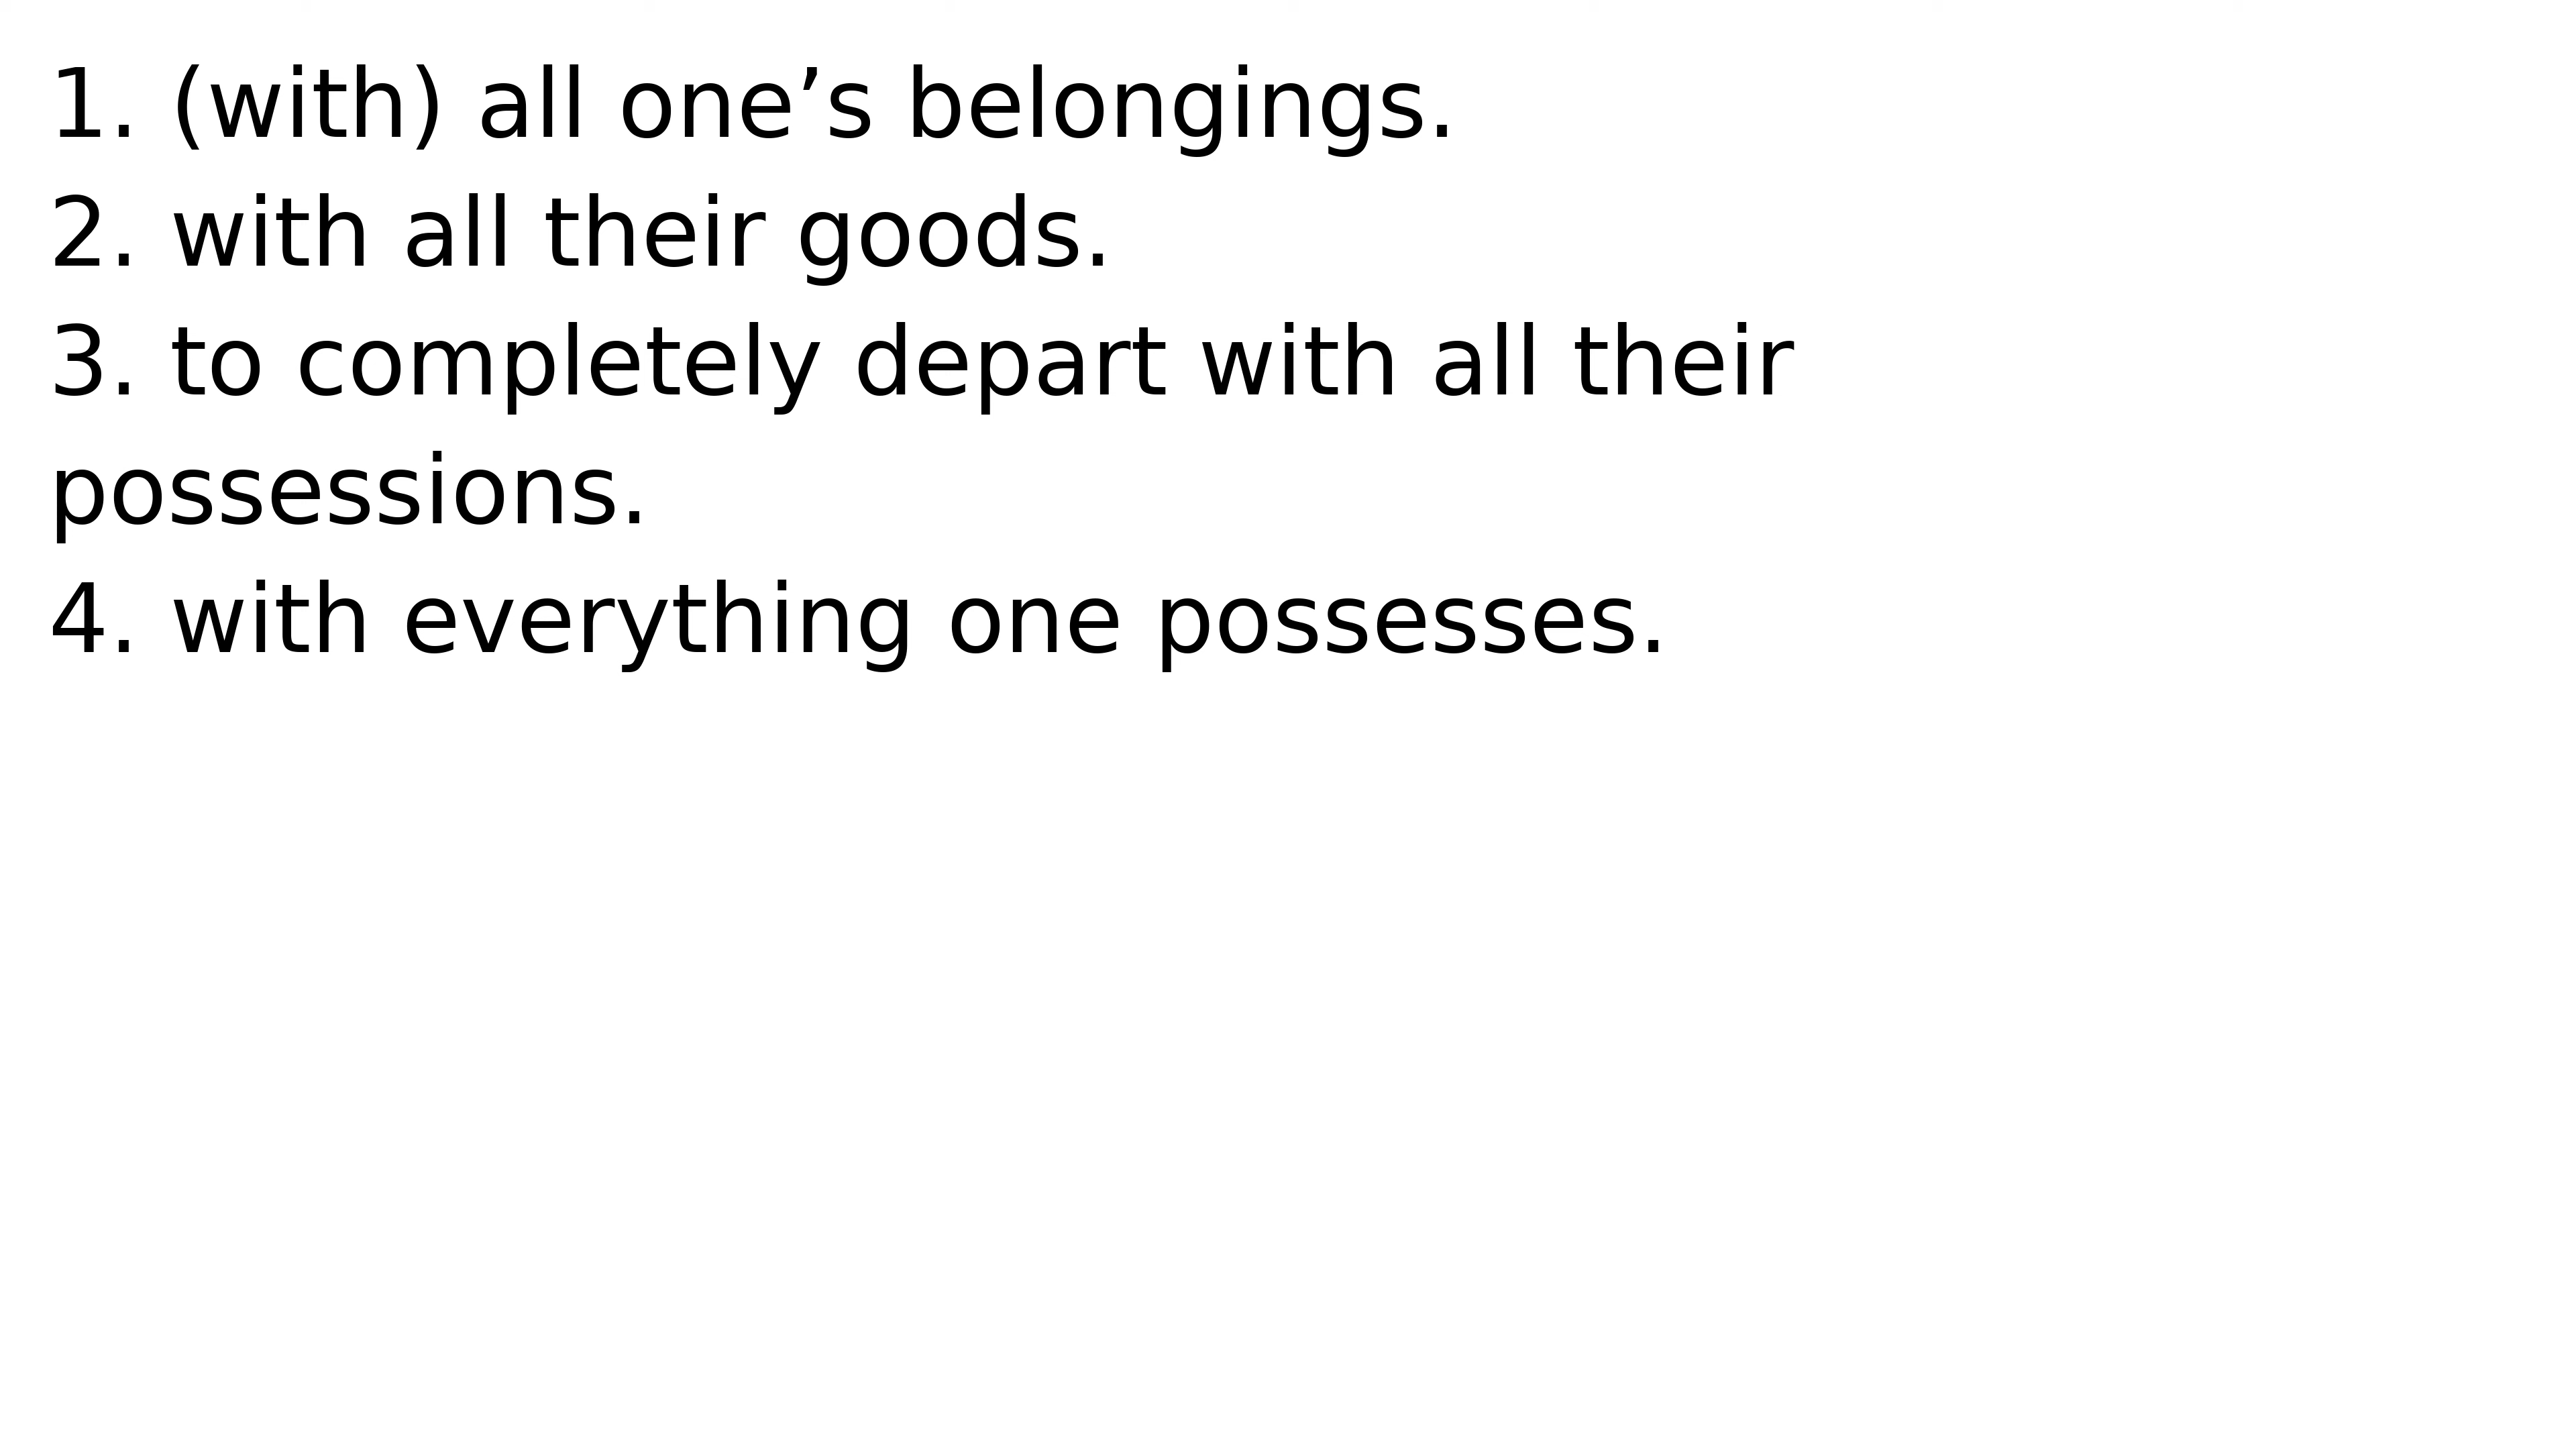 1. (with) all one’s belongings.
2. with all their goods.
3. to completely depart with all their
possessions.
4. with everything one possesses.